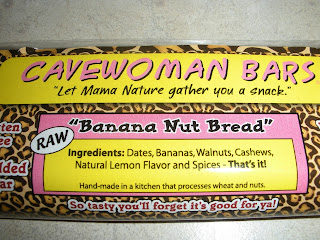 CAVEWOMAN BARS
"Let Mama Nature gather you a snack."
RAW
"Banana Nut Bread"
Ingredients: Dates, Bananas, Walnuts, Cashews,
Natural Lemon Flavor and Spices - That's it!
Hand-made in a kitchen that processes wheat and nuts.
So tasty you'll forget it's good for ya!